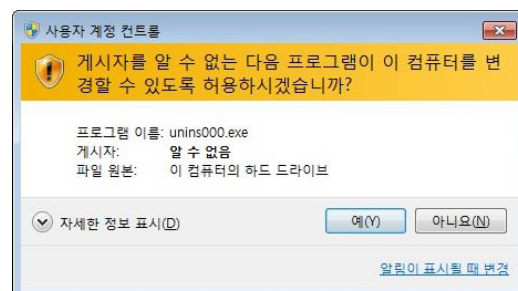 사용자 계정 컨트롤
게시자를 알 수 없는 다음 프로그램이 이 컴퓨터를 변
경할 수 있도록 허용하시겠습니까?
프로그램 이름: unins000.exe
게시자: 알 수 없음
파일 원본: 이 컴퓨터의 하드 드라이브
자세한 정보 표시(D) 예(Y) 아니요(N)
알림이 표시될 때 변경